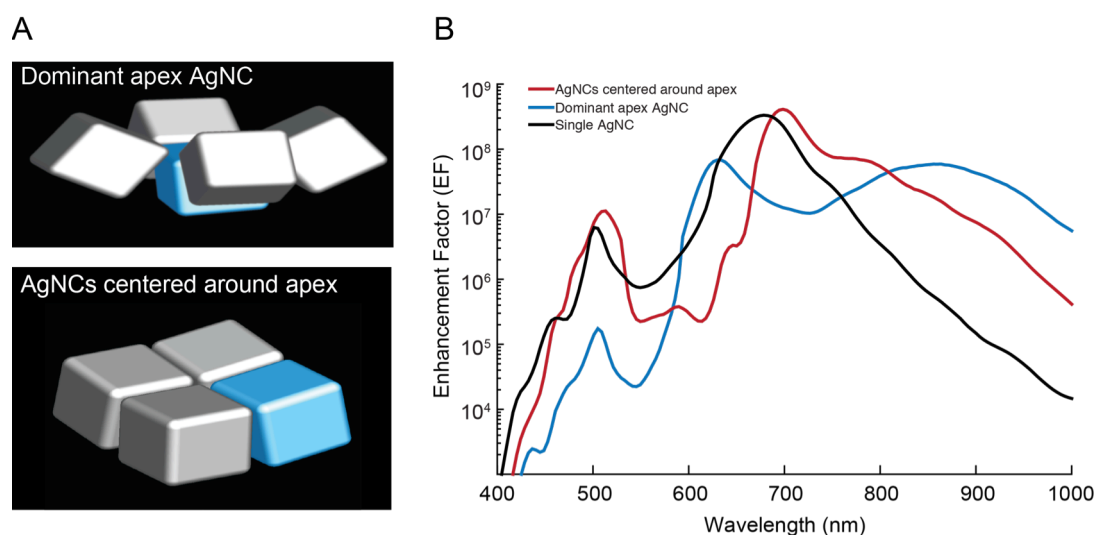 A
Dominant apex AgNC
AgNCs centered around apex
B
Enhancement Factor (EF)
10⁹
10⁸
10⁷
10⁶
10⁵
10⁴
AgNCs centered around apex
Dominant apex AgNC
Single AgNC
400 500 600 700 800 900 1000
Wavelength (nm)